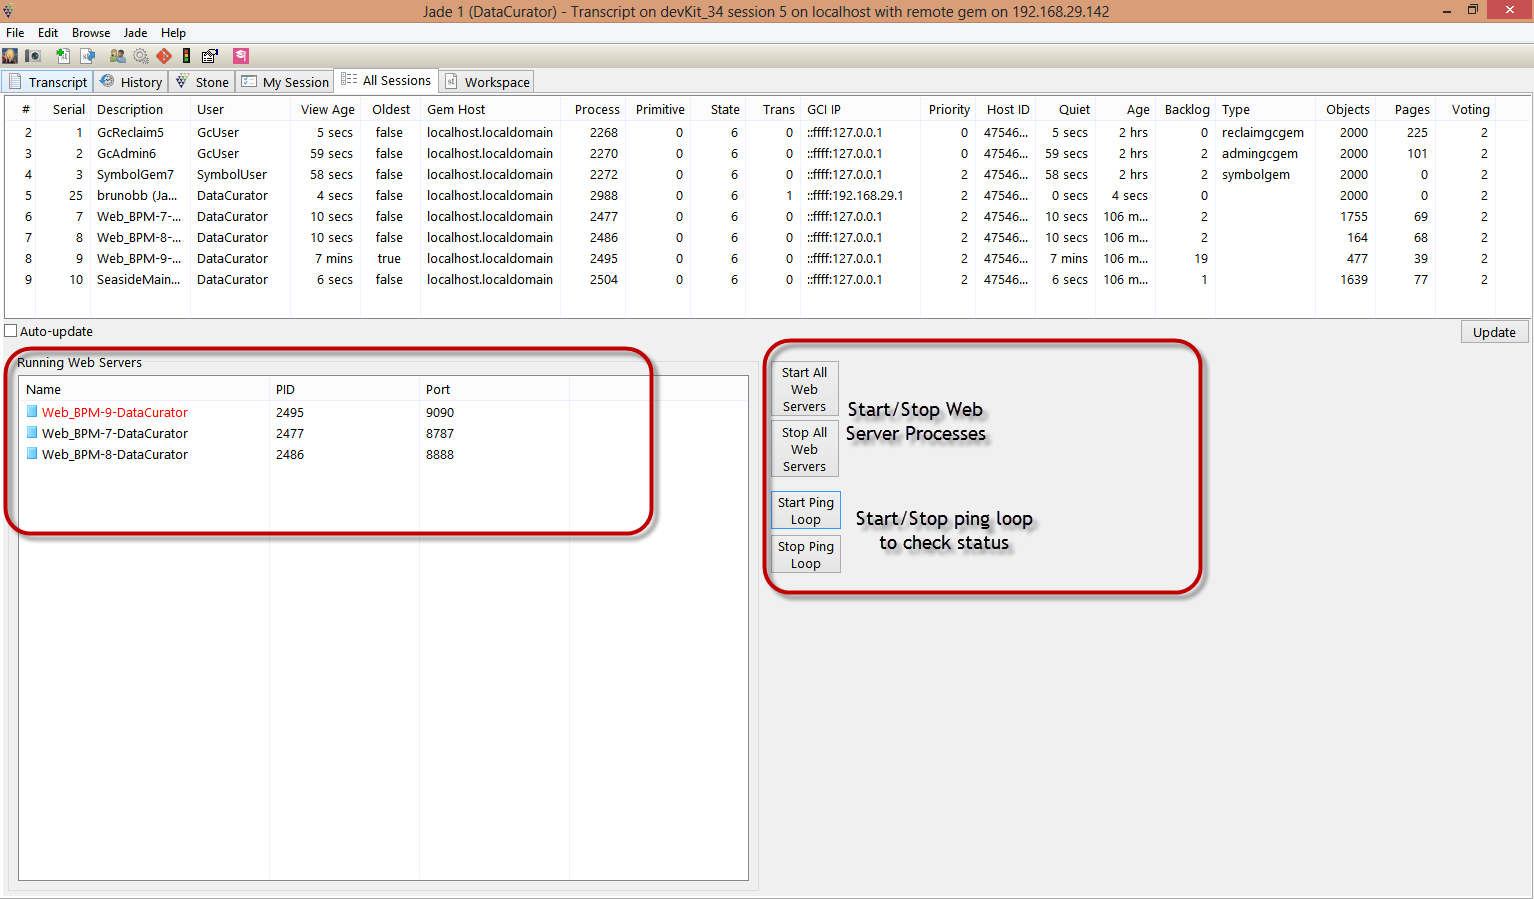 Jade 1 (DataCurator) - Transcript on devKit_34 session 5 on localhost with remote gem on 192.168.29.142
File Edit Browse Jade Help
Transcript History Stone My Session All Sessions Workspace
# Serial Description User View Age Oldest Gem Host Process Primitive State Trans GCI IP Priority Host ID Quiet Age Backlog Type Objects Pages Voting
2 1 GcReclaim5 GcUser 5 secs false localhost.localdomain 2268 0 6 0 ::ffff:127.0.0.1 0 47546... 5 secs 2 hrs 0 reclaimgcgem 2000 225 2
3 2 GcAdmin6 GcUser 59 secs false localhost.localdomain 2270 0 6 0 ::ffff:127.0.0.1 0 47546... 59 secs 2 hrs 2 admingcgem 2000 101 2
4 3 SymbolGem7 SymbolUser 58 secs false localhost.localdomain 2272 0 6 0 ::ffff:127.0.0.1 2 47546... 58 secs 2 hrs 2 symbolgem 2000 0 2
5 25 brunobb (Ja... DataCurator 4 secs false localhost.localdomain 2988 0 6 1 ::ffff:192.168.29.1 2 47546... 0 secs 4 secs 0 2000 0 2
6 7 Web_BPM-7-... DataCurator 10 secs false localhost.localdomain 2477 0 6 0 ::ffff:127.0.0.1 2 47546... 10 secs 106 m... 2 1755 69 2
7 8 Web_BPM-8-... DataCurator 10 secs false localhost.localdomain 2486 0 6 0 ::ffff:127.0.0.1 2 47546... 10 secs 106 m... 2 164 68 2
8 9 Web_BPM-9-... DataCurator 7 mins true localhost.localdomain 2495 0 6 0 ::ffff:127.0.0.1 2 47546... 7 mins 106 m... 19 477 39 2
9 10 SeasideMain... DataCurator 6 secs false localhost.localdomain 2504 0 6 0 ::ffff:127.0.0.1 2 47546... 6 secs 106 m... 1 1639 77 2
Auto-update
Update
Running Web Servers
Name PID Port
Web_BPM-9-DataCurator 2495 9090
Web_BPM-7-DataCurator 2477 8787
Web_BPM-8-DataCurator 2486 8888
Start All
Web
Servers
Stop All
Web
Servers
Start/Stop Web
Server Processes
Start Ping
Loop
Stop Ping
Loop
Start/Stop ping loop
to check status